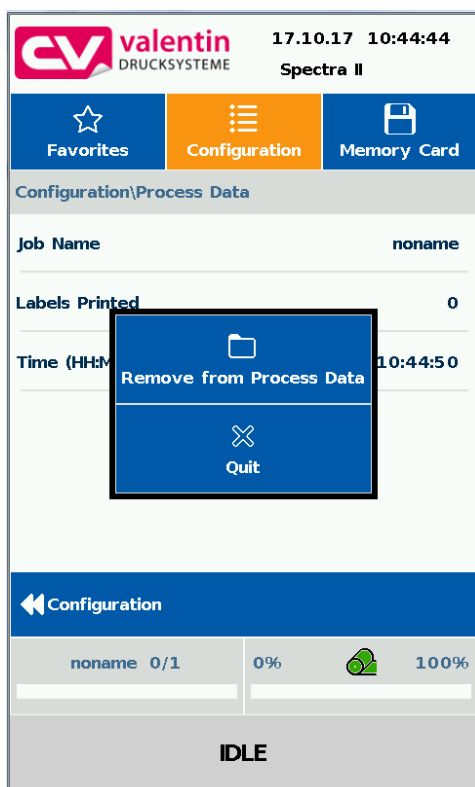 CV valentin
DRUCKSYSTEME
17.10.17 10:44:44
Spectra II
Favorites
Configuration
Memory Card
Configuration\Process Data
Job Name noname
Labels Printed 0
Time (HH:M 10:44:50
Remove from Process Data
Quit
Configuration
noname 0/1 0% 100%
IDLE